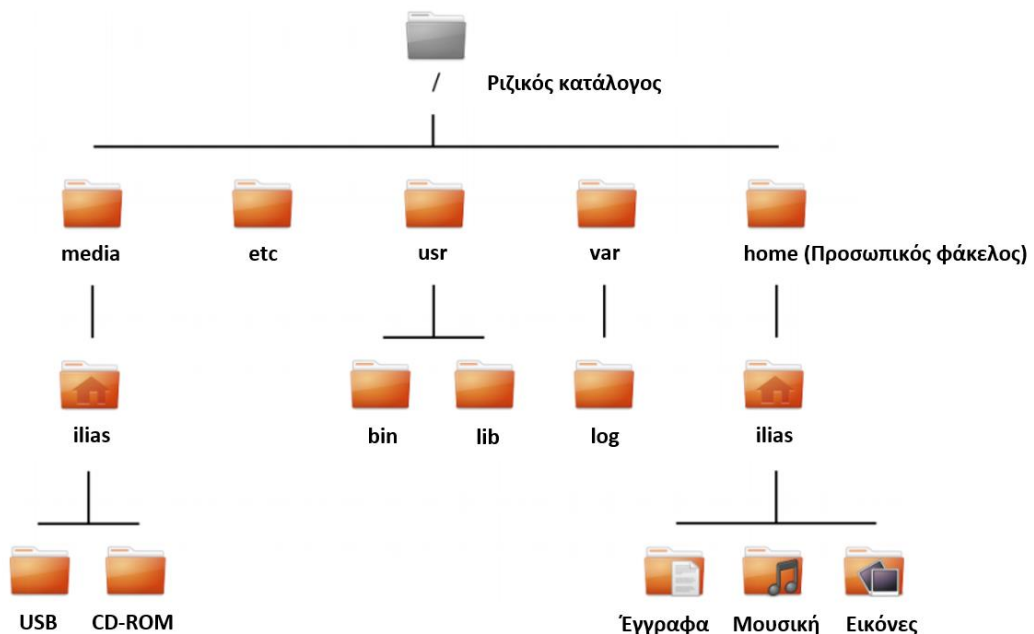 / Ριζικός κατάλογος
media etc usr var home (Προσωπικός φάκελος)
ilias bin lib log ilias
USB CD-ROM Έγγραφα Μουσική Εικόνες